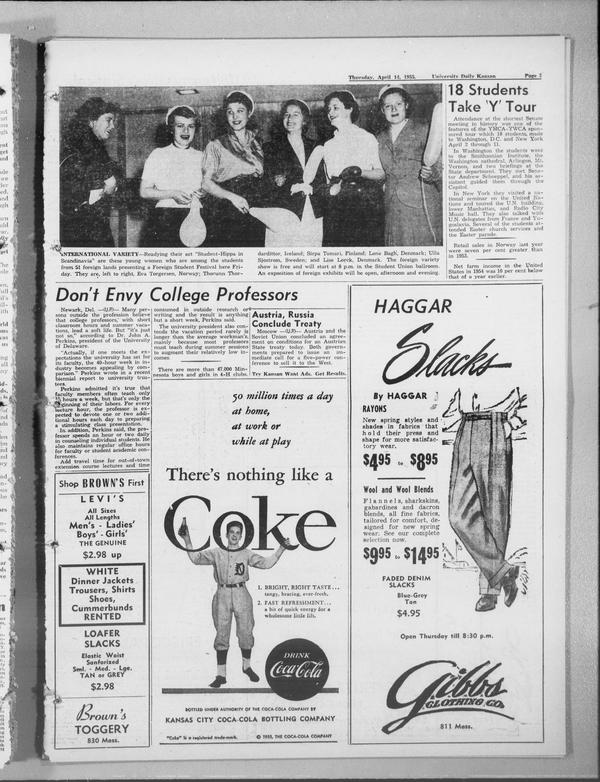 Thursday, April 14, 1955. University Daily Kansan Page 5
INTERNATIONAL VARIETY—Readying their act "Student-Hipps in
Scandinavia" are these young women who are among the students
from 51 foreign lands presenting a Foreign Student Festival here Fri-
day. They are, left to right, Eva Torgersen, Norway; Thorunn Thor-
dardittor, Iceland; Sirpa Tomuri, Finland; Lene Bagh, Denmark; Ulla
Sjostrom, Sweden; and Lise Leerk, Denmark. The foreign variety
show is free and will start at 8 p.m. in the Student Union ballroom.
An exposition of foreign exhibits will be open, afternoon and evening.
18 Students
Take 'Y' Tour
Attendance at the shortest Senate
meeting in history was one of the
features of the YMCA-YWCA spon-
sored tour which 18 students made
to Washington, D.C. and New York
April 2 through 11.
In Washington the students went
to the Smithsonian Institute, the
Washington cathedral, Arlington, Mt.
Vernon, and two briefings at the
State department. They met Sena-
tor Andrew Schoeppel, and his as-
sistant guided them through the
Capitol.
In New York they visited a na-
tional seminar on the United Na-
tions and toured the U.N. building,
lower Manhattan, and Radio City
Music hall. They also talked with
U.N. delegates from France and Yu-
goslavia. Several of the students at-
tended Easter church services and
the Easter parade.
Retail sales in Norway last year
were seven per cent greater than
in 1953.
Net farm income in the United
States in 1954 was 10 per cent below
that of a year earlier.
Don't Envy College Professors
Newark, Del. —(U.P)— Many per-
sons outside the profession believe
that college professors, with short
classroom hours and summer vaca-
tions, lead a soft life. But "it's just
not so," according to Dr. John A.
Perkins, president of the University
of Delaware.
"Actually, if one meets the ex-
pectations the university has set for
its faculty, the 40-hour week in in-
dustry becomes appealing by com-
parison." Perkins wrote in a recent
biennial report to university trus-
tees.
Perkins admitted it's true that
faculty members often teach only
hours a week, but that's only the
beginning of their labors. For every
lecture hour, the professor is ex-
pected to devote one or two addi-
tional hours each day to preparing
a stimulating class presentation.
In addition, Perkins said, the pro-
fessor spends an hour or two daily
in counseling individual students. He
also maintains regular office hours
for faculty or student academic con-
ferences.
Add travel time for out-of-town
extension course lectures and time
consumed in outside research or
writing and the result is anything
but a short week, Perkins said.
The university president also con-
tends the vacation period rarely is
longer than the average workman's,
mainly because most professors
must teach during summer sessions
to augment their relatively low in-
There are more than 47,000 Min-
nesota boys and girls in 4-H clubs.
Austria, Russia
Conclude Treaty
Moscow —(U.P)— Austria and the
Soviet Union concluded an agree-
ment on conditions for an Austrian
State treaty today. Both govern-
ments prepared to issue an im-
mediate call for a five-power con-
ference to sell it to the West.
Try Kansan Want Ads. Get Results.
Shop BROWN'S First
LEVI'S
All Sizes
All Lengths
Men's - Ladies'
Boys' - Girls'
THE GENUINE
$2.98 up
WHITE
Dinner Jackets
Trousers, Shirts
Shoes,
Cummerbunds
RENTED
LOAFER
SLACKS
Elastic Waist
Sanforized
Sml. - Med. - Lge.
TAN or GREY
$2.98
Brown's
TOGGERY
830 Mass.
50 million times a day
at home,
at work or
while at play
There's nothing like a
Coke
1. BRIGHT, RIGHT TASTE...
tangy, bracing, ever-fresh.
2. FAST REFRESHMENT...
a bit of quick energy for a
wholesome little lift.
DRINK
Coca-Cola
BOTTLED UNDER AUTHORITY OF THE COCA-COLA COMPANY BY
KANSAS CITY COCA-COLA BOTTLING COMPANY
"Coke" is a registered trade-mark. © 1955, THE COCA-COLA COMPANY
HAGGAR
Slacks
By HAGGAR
RAYONS
New spring styles and
shades in fabrics that
hold their press and
shape for more satisfac-
tory wear.
$4.95 to $8.95
Wool and Wool Blends
Flannels, sharkskins,
gabardines and dacron
blends, all fine fabrics,
tailored for comfort, de-
signed for new spring
wear. See our complete
selection now.
$9.95 to $14.95
FADED DENIM
SLACKS
Blue-Grey
Tan
$4.95
Open Thursday till 8:30 p.m.
Gibbs
CLOTHING CO.
811 Mass.